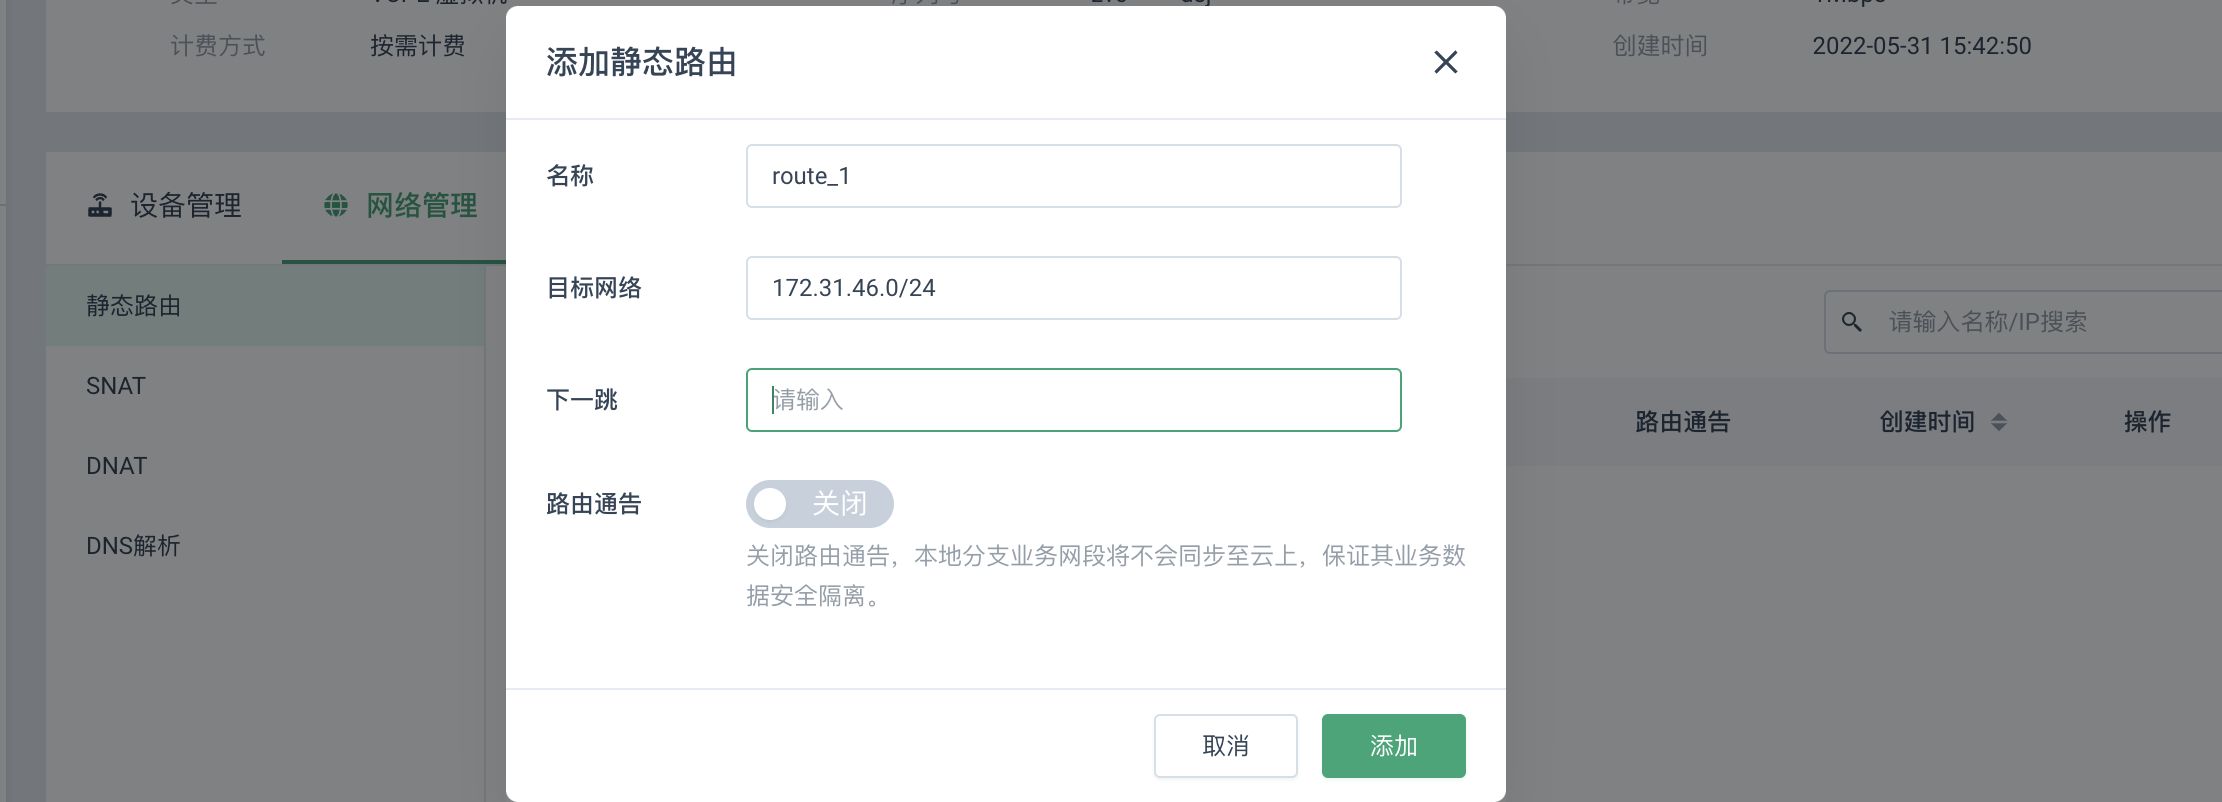 计费方式
按需计费
创建时间
2022-05-31 15:42:50
添加静态路由
名称
route_1
目标网络
172.31.46.0/24
下一跳
请输入
路由通告
关闭
关闭路由通告，本地分支业务网段将不会同步至云上，保证其业务数
据安全隔离。
取消
添加
设备管理
网络管理
静态路由
SNAT
DNAT
DNS解析
请输入名称/IP搜索
路由通告
创建时间
操作